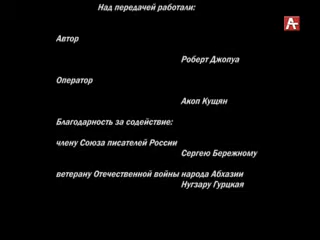 Над передачей работали:
Автор
Роберт Джопуа
Оператор
Акоп Кущян
Благодарность за содействие:
члену Союза писателей России
Сергею Бережному
ветерану Отечественной войны народа Абхазии
Нугзару Гурцкая